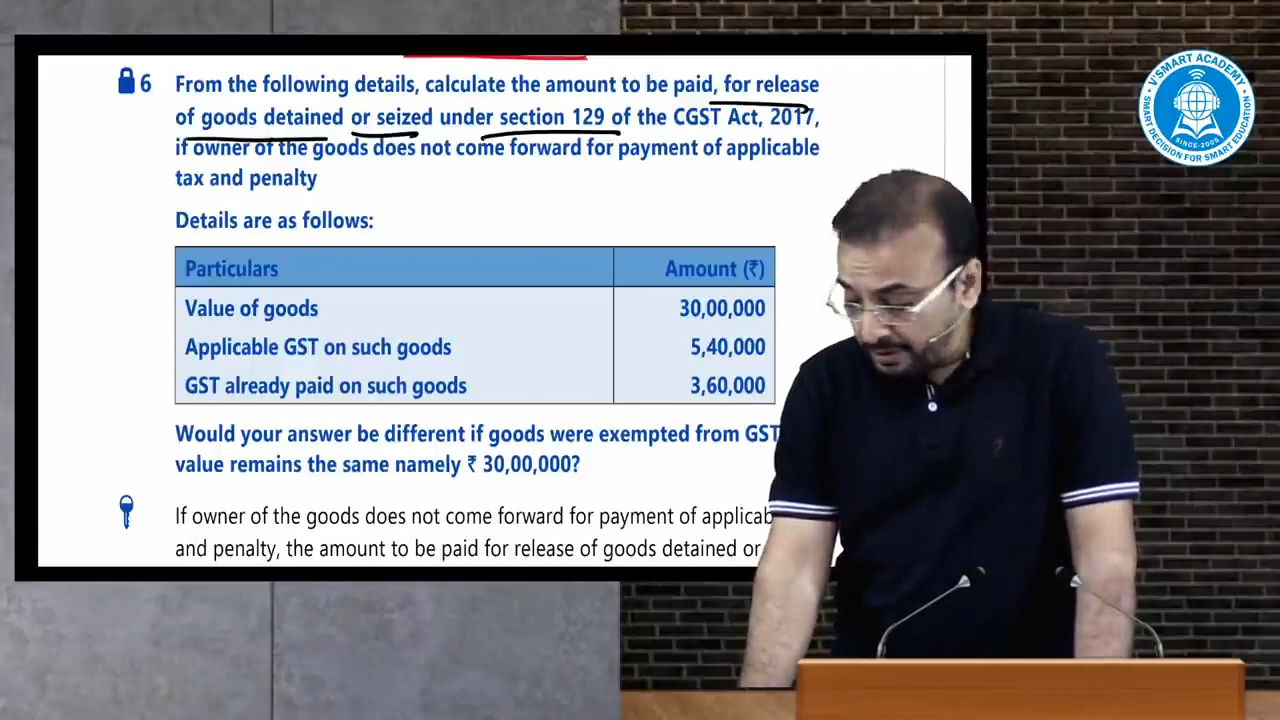 6 From the following details, calculate the amount to be paid, for release
of goods detained or seized under section 129 of the CGST Act, 2017,
if owner of the goods does not come forward for payment of applicable
tax and penalty
Details are as follows:
Particulars Amount (₹)
Value of goods 30,00,000
Applicable GST on such goods 5,40,000
GST already paid on such goods 3,60,000
Would your answer be different if goods were exempted from GST
value remains the same namely ₹ 30,00,000?
If owner of the goods does not come forward for payment of
and penalty, the amount to be paid for release of goods detained or
V'SMART ACADEMY
SINCE-2005
SMART DECISION FOR SMART EDUCATION